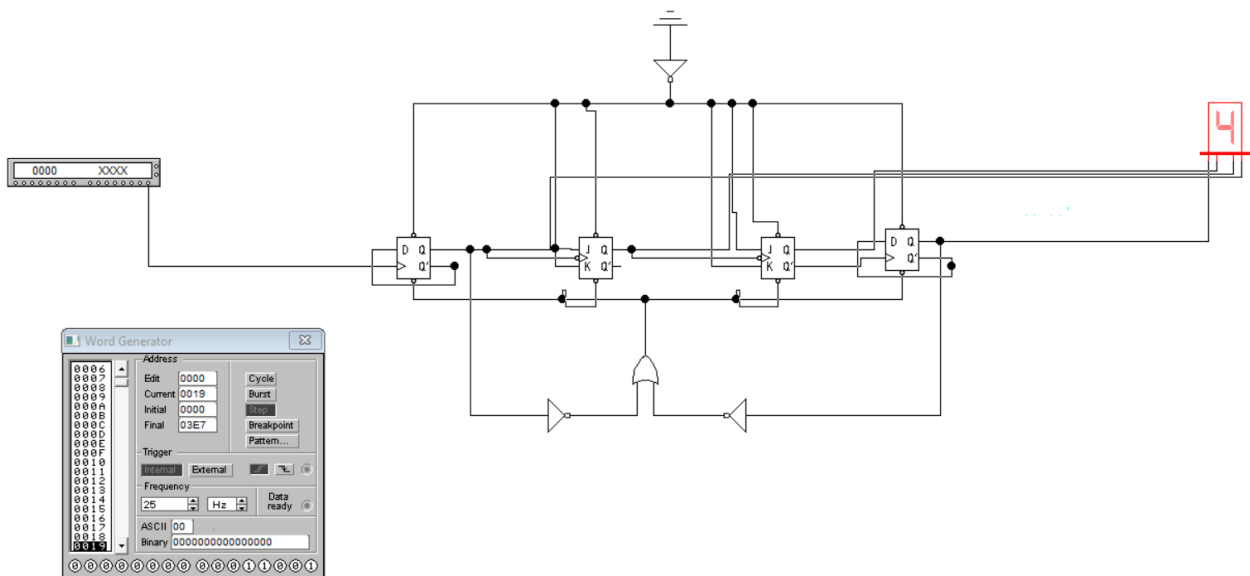 4
0000 XXXX
D Q
Q'
J Q
K Q'
J Q
K Q'
D Q
Q'
Word Generator
0006
0007
0008
0009
000A
000B
000C
000D
000E
000F
0010
0011
0012
0013
0014
0015
0016
0017
0018
0019
Address
Edit 0000
Current 0019
Initial 0000
Final 03E7
Cycle
Burst
Step
Breakpoint
Pattern...
Trigger
Internal External
Frequency
25 Hz
Data ready
ASCII 00
Binary 0000000000000000
0 0 0 0 0 0 0 0 0 0 0 1 1 0 0 1